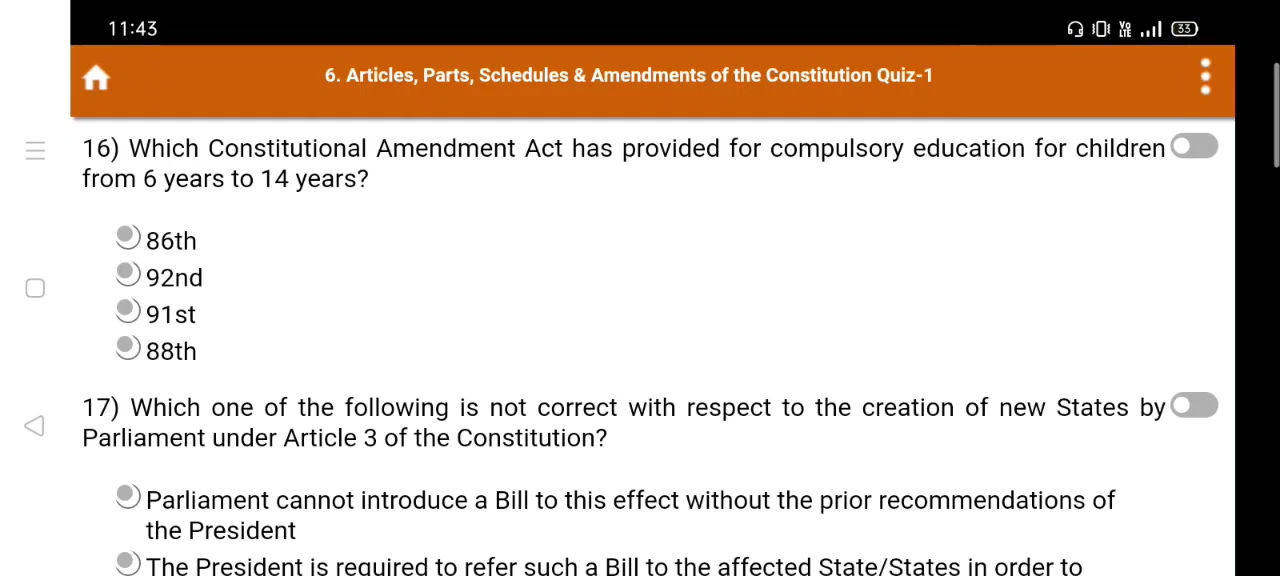 11:43
VO LTE 33
6. Articles, Parts, Schedules & Amendments of the Constitution Quiz-1
16) Which Constitutional Amendment Act has provided for compulsory education for children
from 6 years to 14 years?
86th
92nd
91st
88th
17) Which one of the following is not correct with respect to the creation of new States by
Parliament under Article 3 of the Constitution?
Parliament cannot introduce a Bill to this effect without the prior recommendations of
the President
The President is required to refer such a Bill to the affected State/States in order to